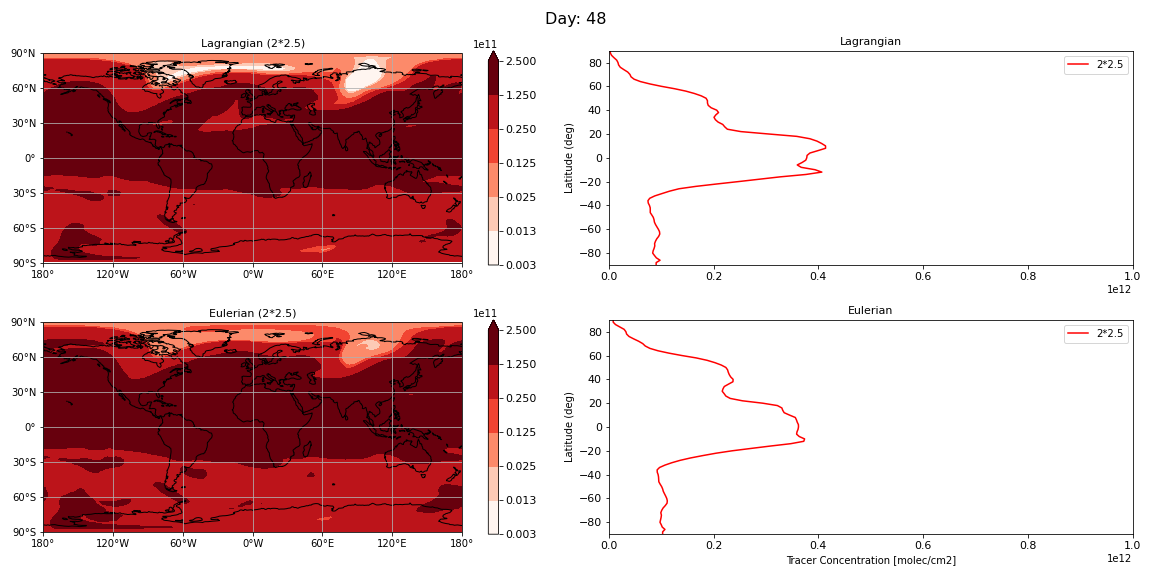 Day: 48
Lagrangian (2*2.5)
1e11
90°N
60°N
30°N
0°
30°S
60°S
90°S
180°
120°W
60°W
0°W
60°E
120°E
180°
2.500
1.250
0.250
0.125
0.025
0.013
0.003
Lagrangian
2*2.5
Latitude (deg)
80
60
40
20
0
−20
−40
−60
−80
0.0
0.2
0.4
0.6
0.8
1.0
1e12
Eulerian (2*2.5)
1e11
90°N
60°N
30°N
0°
30°S
60°S
90°S
180°
120°W
60°W
0°W
60°E
120°E
180°
2.500
1.250
0.250
0.125
0.025
0.013
0.003
Eulerian
2*2.5
Latitude (deg)
80
60
40
20
0
−20
−40
−60
−80
0.0
0.2
0.4
0.6
0.8
1.0
1e12
Tracer Concentration [molec/cm2]